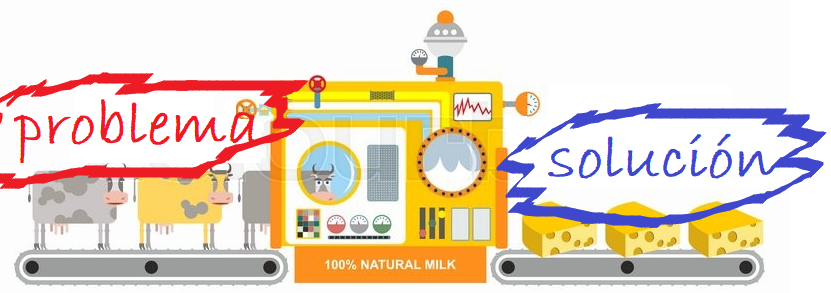 problema
solución
100% NATURAL MILK